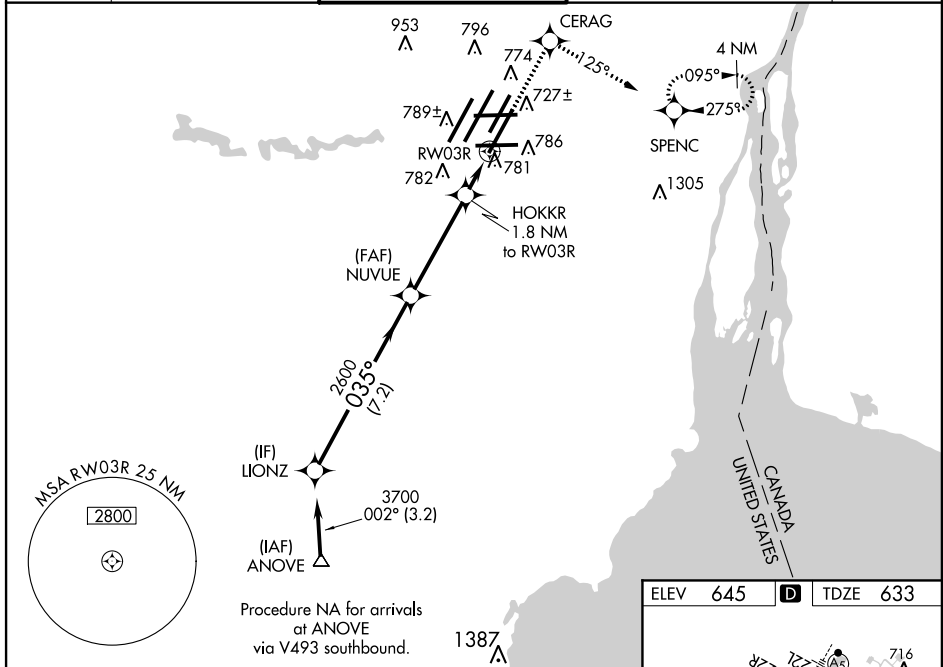 953
796
774
CERAG
125°
4 NM
095°
275°
SPENC
789±
727±
786
RW03R
781
782
1305
HOKKR
1.8 NM
to RW03R
(FAF)
NUVUE
2600
035°
(7.2)
(IF)
LIONZ
3700
002° (3.2)
(IAF)
ANOVE
MSA RW03R 25 NM
2800
Procedure NA for arrivals
at ANOVE
via V493 southbound.
1387
CANADA
UNITED STATES
ELEV 645 D TDZE 633
716
A5
22L